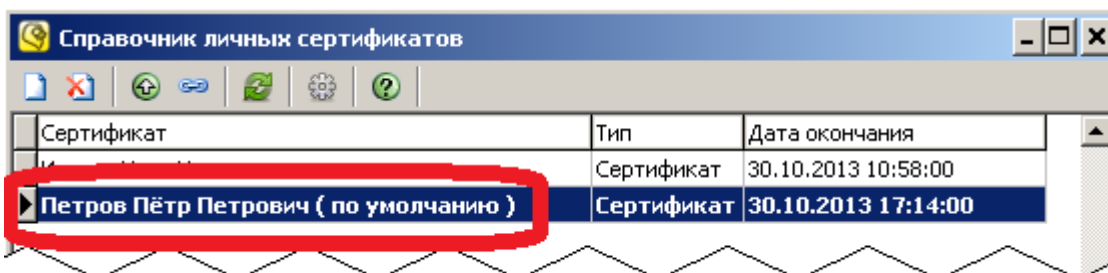 Справочник личных сертификатов
Сертификат Тип Дата окончания
Сертификат 30.10.2013 10:58:00
Петров Пётр Петрович ( по умолчанию ) Сертификат 30.10.2013 17:14:00